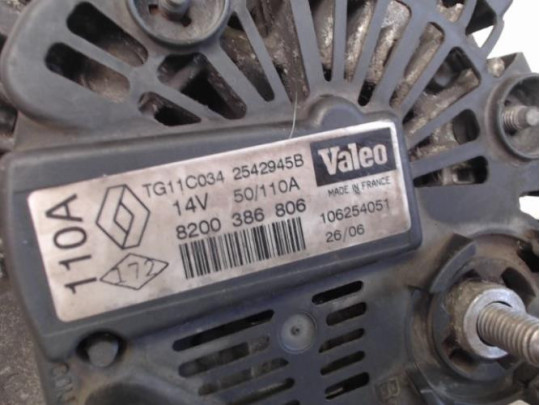 110A
TG11C034 2542945B
14V 50/110A
8200 386 806
172
Valeo
MADE IN FRANCE
106254051
26/06